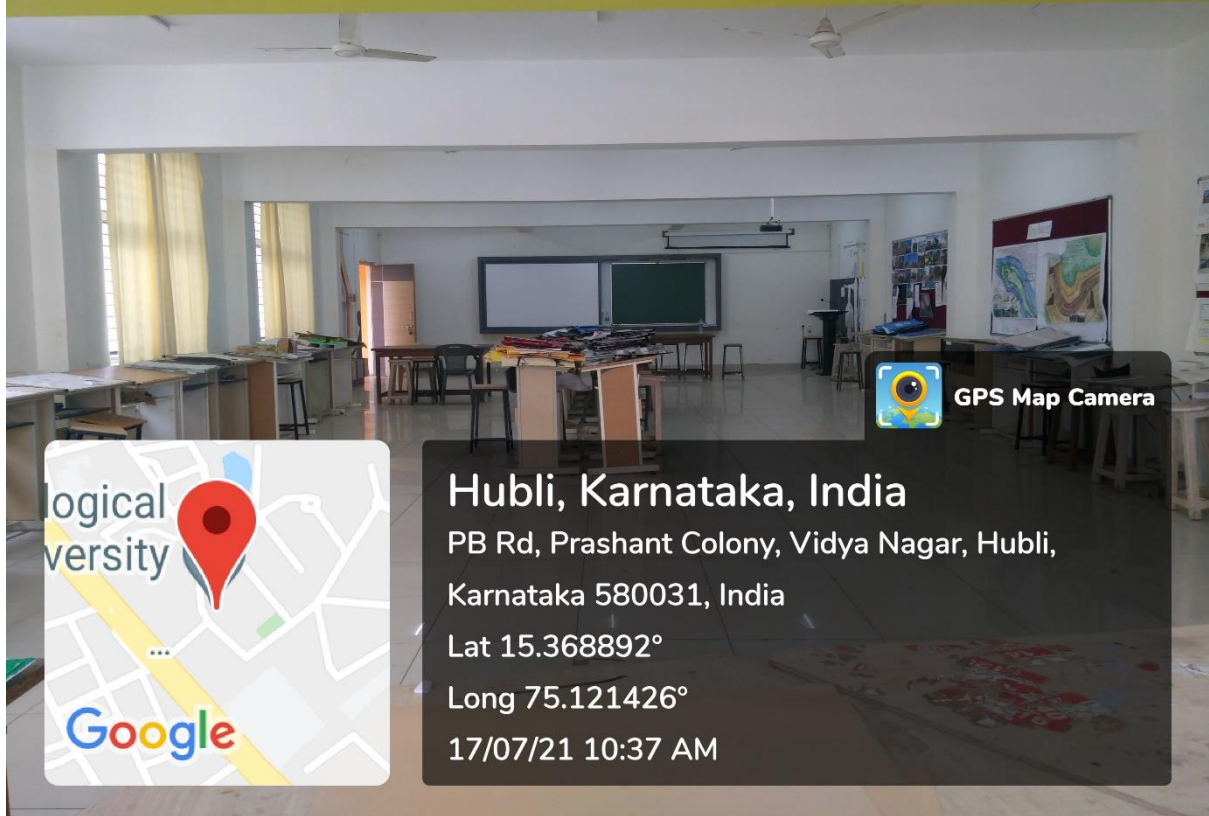 GPS Map Camera
logical
versity
...
Google
Hubli, Karnataka, India
PB Rd, Prashant Colony, Vidya Nagar, Hubli,
Karnataka 580031, India
Lat 15.368892°
Long 75.121426°
17/07/21 10:37 AM